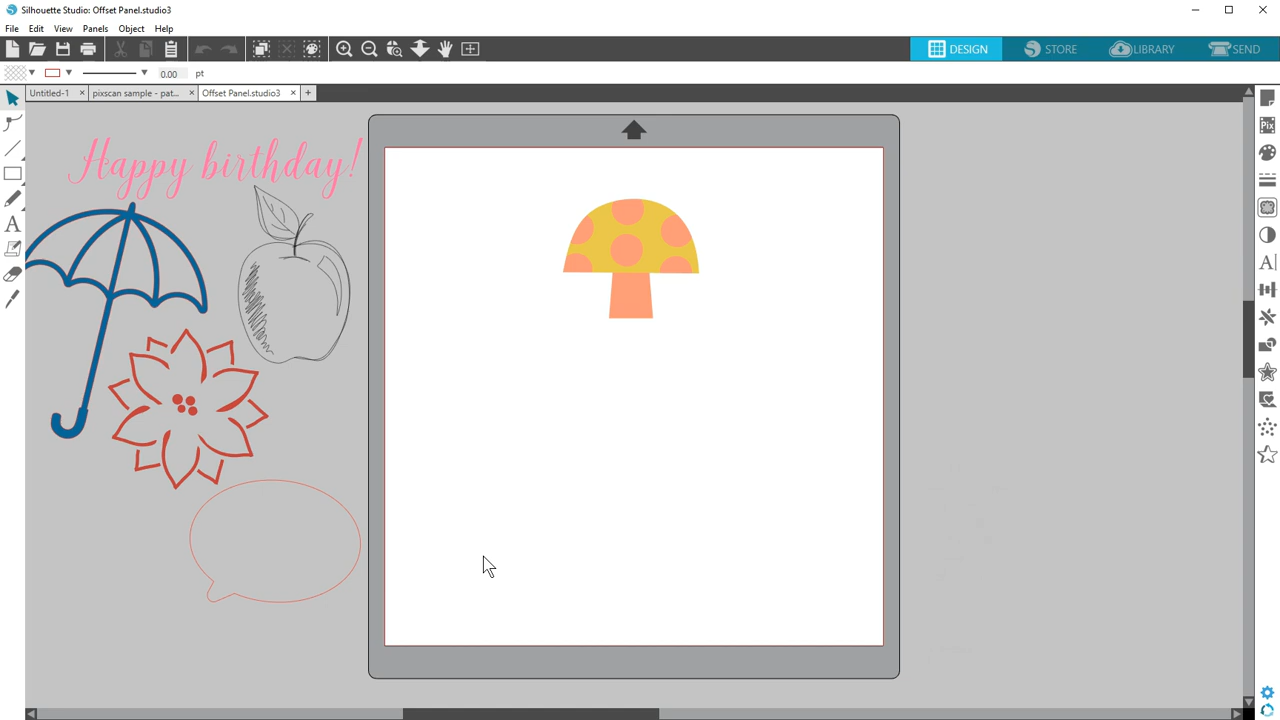 Silhouette Studio: Offset Panel.studio3
File Edit View Panels Object Help
DESIGN STORE LIBRARY SEND
0.00 pt
Untitled-1 pixscan sample - pat... Offset Panel.studio3
Happy birthday!